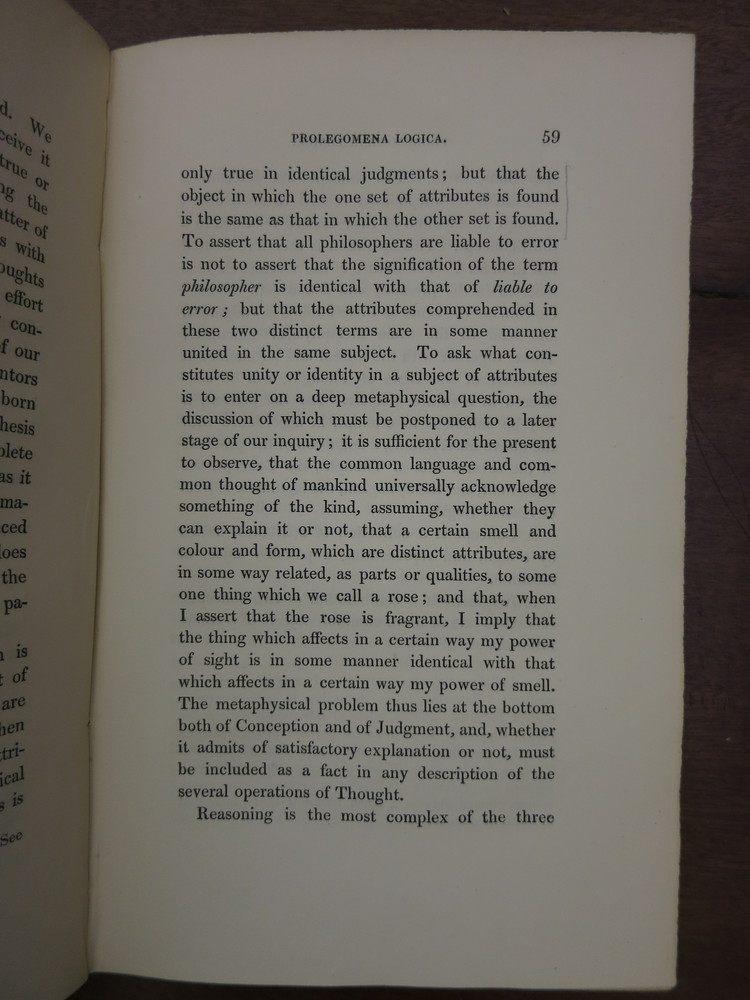 d. We
ceive it
true or
ng the
atter of
s with
oughts
effort
con-
f our
ntors
born
hesis
plete
as it
ma-
ced
loes
the
pa-
is
of
are
hen
ttri-
ical
s is
See
PROLEGOMENA LOGICA. 59
only true in identical judgments; but that the
object in which the one set of attributes is found
is the same as that in which the other set is found.
To assert that all philosophers are liable to error
is not to assert that the signification of the term
philosopher is identical with that of liable to
error; but that the attributes comprehended in
these two distinct terms are in some manner
united in the same subject. To ask what con-
stitutes unity or identity in a subject of attributes
is to enter on a deep metaphysical question, the
discussion of which must be postponed to a later
stage of our inquiry; it is sufficient for the present
to observe, that the common language and com-
mon thought of mankind universally acknowledge
something of the kind, assuming, whether they
can explain it or not, that a certain smell and
colour and form, which are distinct attributes, are
in some way related, as parts or qualities, to some
one thing which we call a rose; and that, when
I assert that the rose is fragrant, I imply that
the thing which affects in a certain way my power
of sight is in some manner identical with that
which affects in a certain way my power of smell.
The metaphysical problem thus lies at the bottom
both of Conception and of Judgment, and, whether
it admits of satisfactory explanation or not, must
be included as a fact in any description of the
several operations of Thought.
Reasoning is the most complex of the three